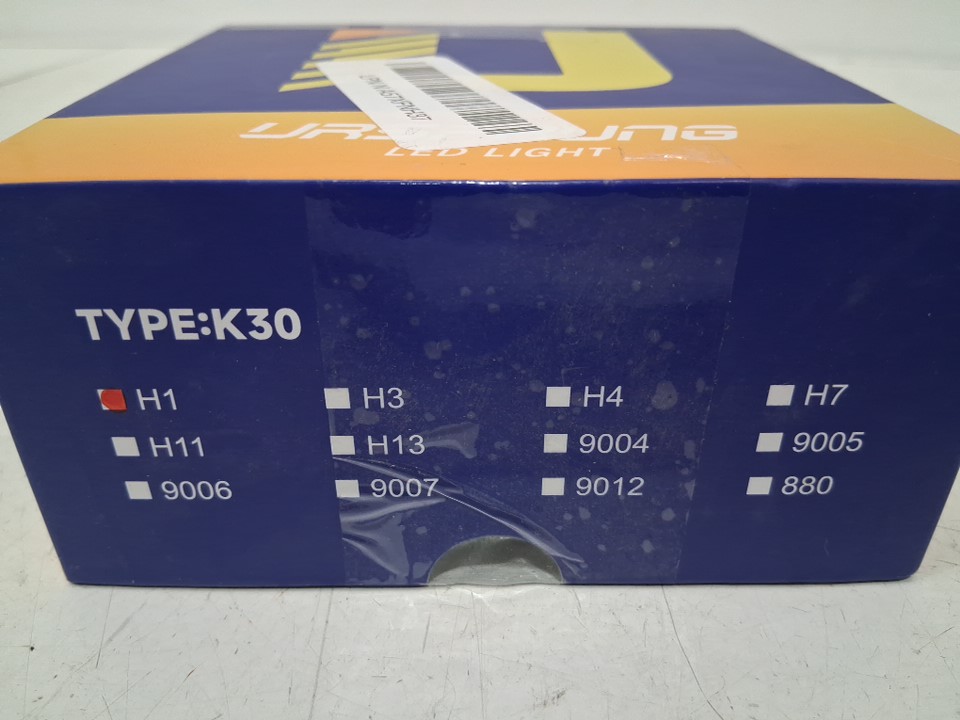 LED LIGHT
TYPE:K30
H1 H3 H4 H7
H11 H13 9004 9005
9006 9007 9012 880